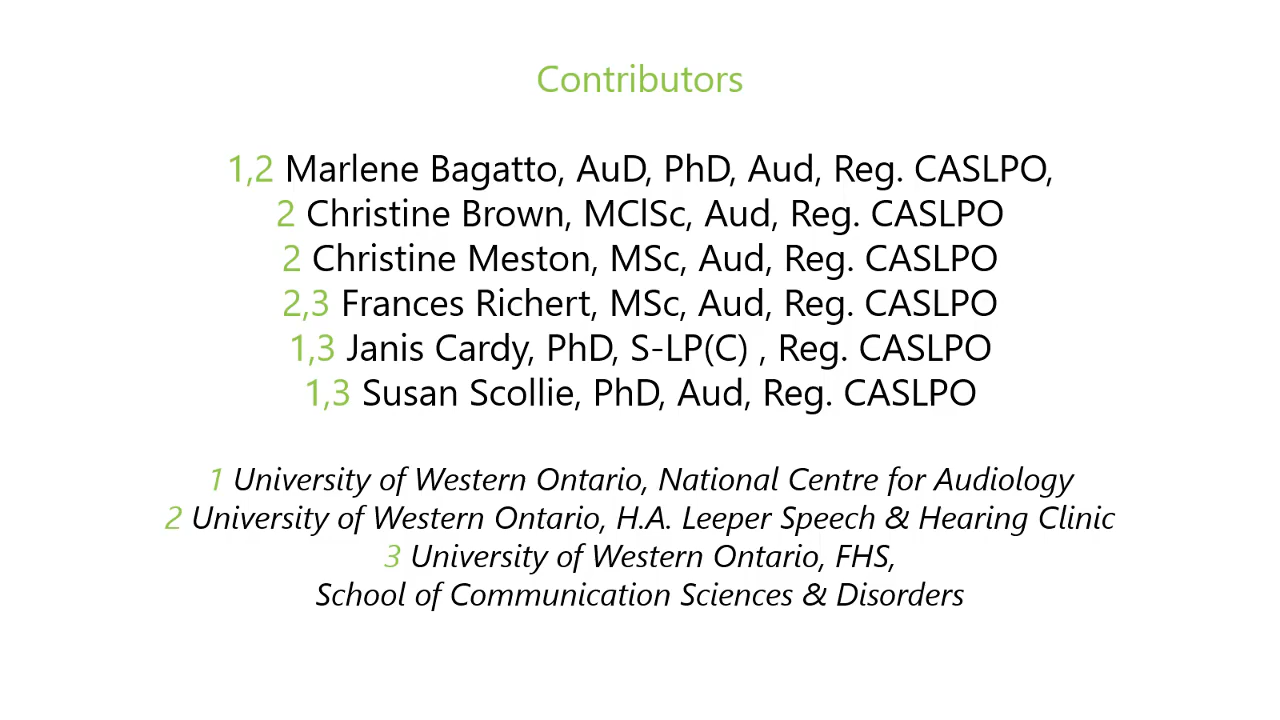 Contributors
1,2 Marlene Bagatto, AuD, PhD, Aud, Reg. CASLPO,
2 Christine Brown, MClSc, Aud, Reg. CASLPO
2 Christine Meston, MSc, Aud, Reg. CASLPO
2,3 Frances Richert, MSc, Aud, Reg. CASLPO
1,3 Janis Cardy, PhD, S-LP(C) , Reg. CASLPO
1,3 Susan Scollie, PhD, Aud, Reg. CASLPO
1 University of Western Ontario, National Centre for Audiology
2 University of Western Ontario, H.A. Leeper Speech & Hearing Clinic
3 University of Western Ontario, FHS,
School of Communication Sciences & Disorders